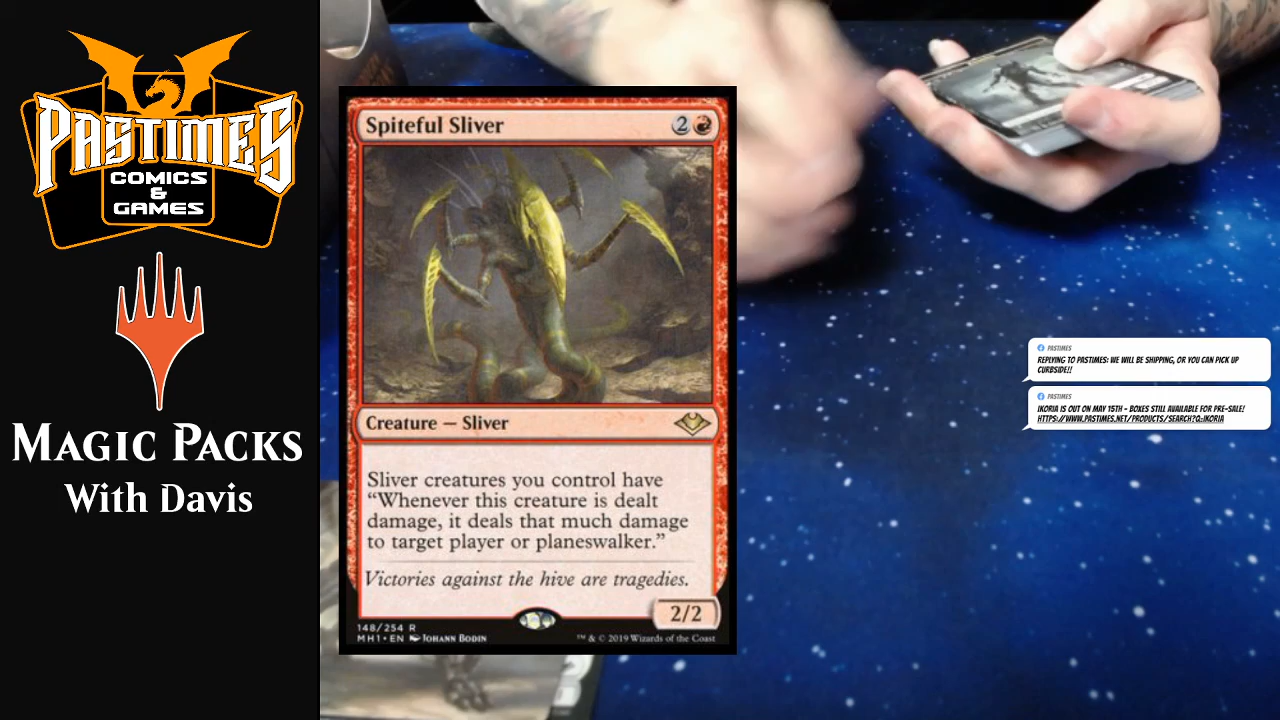 PASTIMES
COMICS
&
GAMES
MAGIC PACKS
WITH DAVIS
Spiteful Sliver
2
Creature — Sliver
Sliver creatures you control have
“Whenever this creature is dealt
damage, it deals that much damage
to target player or planeswalker.”
Victories against the hive are tragedies.
2/2
148/254 R
MH1 • EN JOHANN BODIN
™ & © 2019 Wizards of the Coast
PASTIMES
REPLYING TO PASTIMES: WE WILL BE SHIPPING, OR YOU CAN PICK UP
CURBSIDE!!
PASTIMES
IKORIA IS OUT ON MAY 15TH - BOXES STILL AVAILABLE FOR PRE-SALE!
HTTPS://WWW.PASTIMES.NET/PRODUCTS/SEARCH?Q=IKORIA